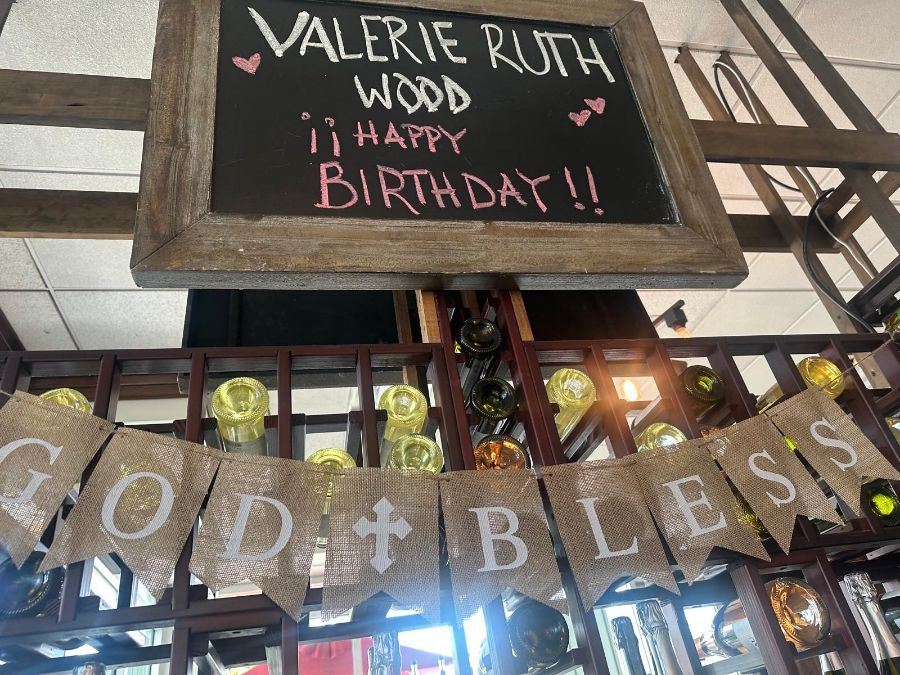 VALERIE RUTH
WOOD
¡¡HAPPY
BIRTHDAY!!
GOD BLESS